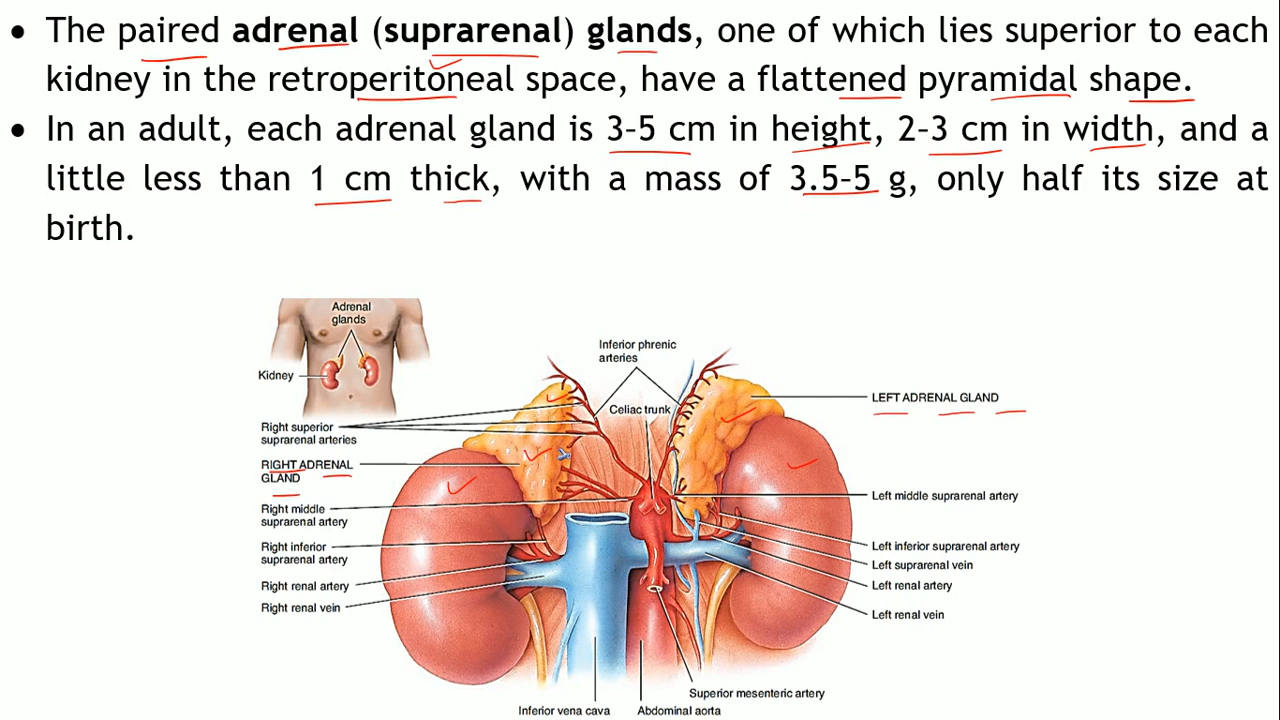 • The paired adrenal (suprarenal) glands, one of which lies superior to each
kidney in the retroperitoneal space, have a flattened pyramidal shape.
• In an adult, each adrenal gland is 3-5 cm in height, 2-3 cm in width, and a
little less than 1 cm thick, with a mass of 3.5-5 g, only half its size at
birth.
Adrenal
glands
Kidney
Inferior phrenic
arteries
Celiac trunk
LEFT ADRENAL GLAND
Right superior
suprarenal arteries
RIGHT ADRENAL
GLAND
Right middle
suprarenal artery
Right inferior
suprarenal artery
Right renal artery
Right renal vein
Left middle suprarenal artery
Left inferior suprarenal artery
Left suprarenal vein
Left renal artery
Left renal vein
Superior mesenteric artery
Inferior vena cava
Abdominal aorta